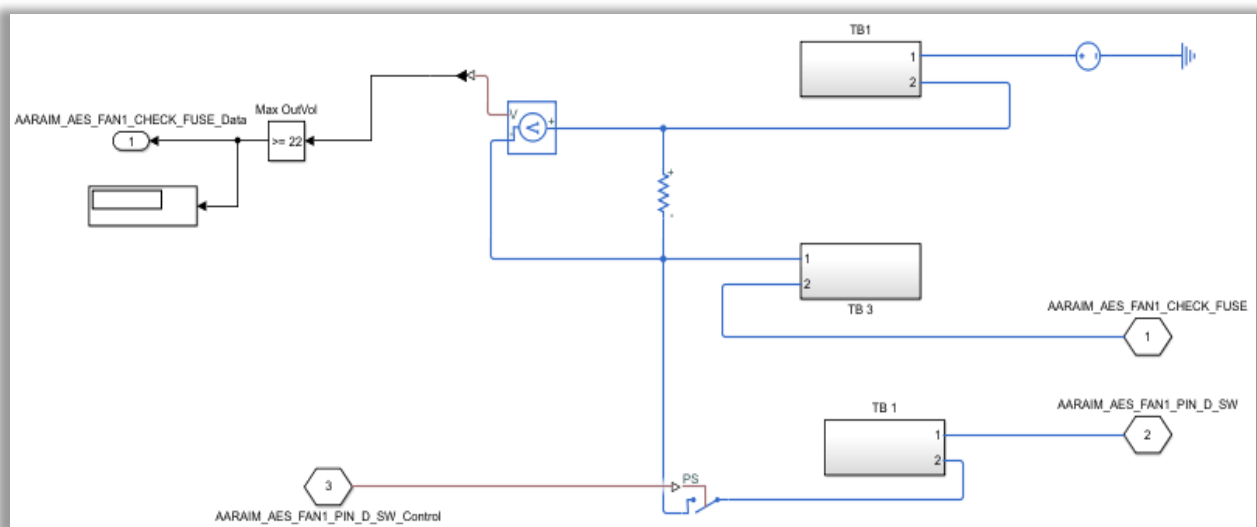 TB1
1
2
Max OutVol
AARAIM_AES_FAN1_CHECK_FUSE_Data
1
>= 22
V
+
-
V
+
-
+
-
1
2
TB 3
AARAIM_AES_FAN1_CHECK_FUSE
1
TB 1
1
2
AARAIM_AES_FAN1_PIN_D_SW
2
3
PS
AARAIM_AES_FAN1_PIN_D_SW_Control